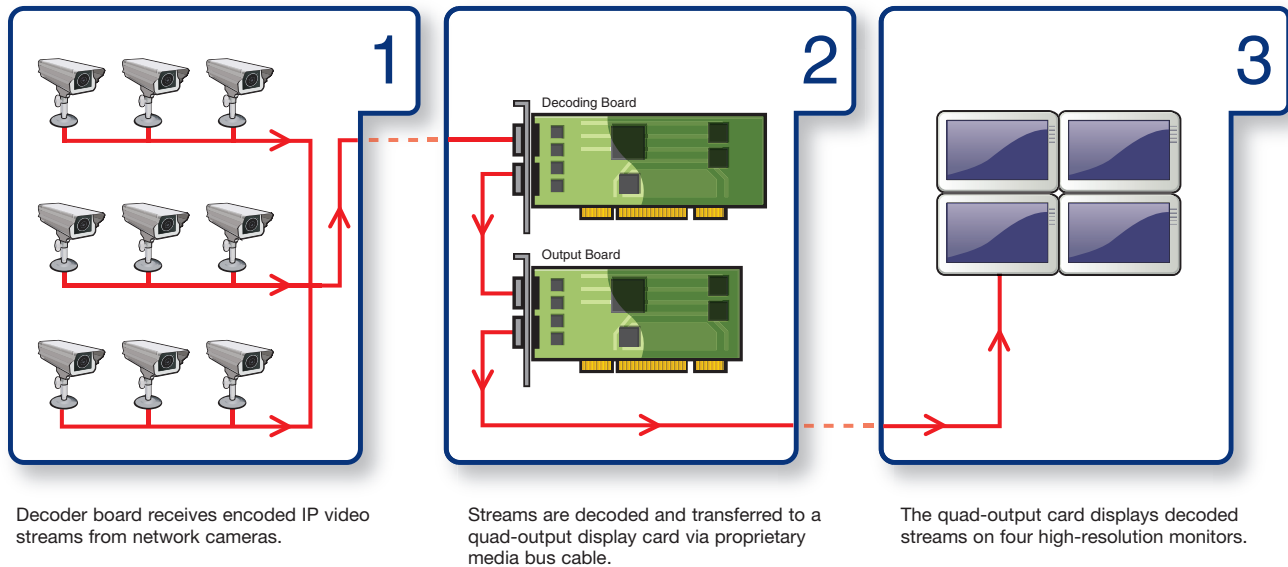 1
2
3
Decoding Board
Output Board
Decoder board receives encoded IP video
streams from network cameras.
Streams are decoded and transferred to a
quad-output display card via proprietary
media bus cable.
The quad-output card displays decoded
streams on four high-resolution monitors.